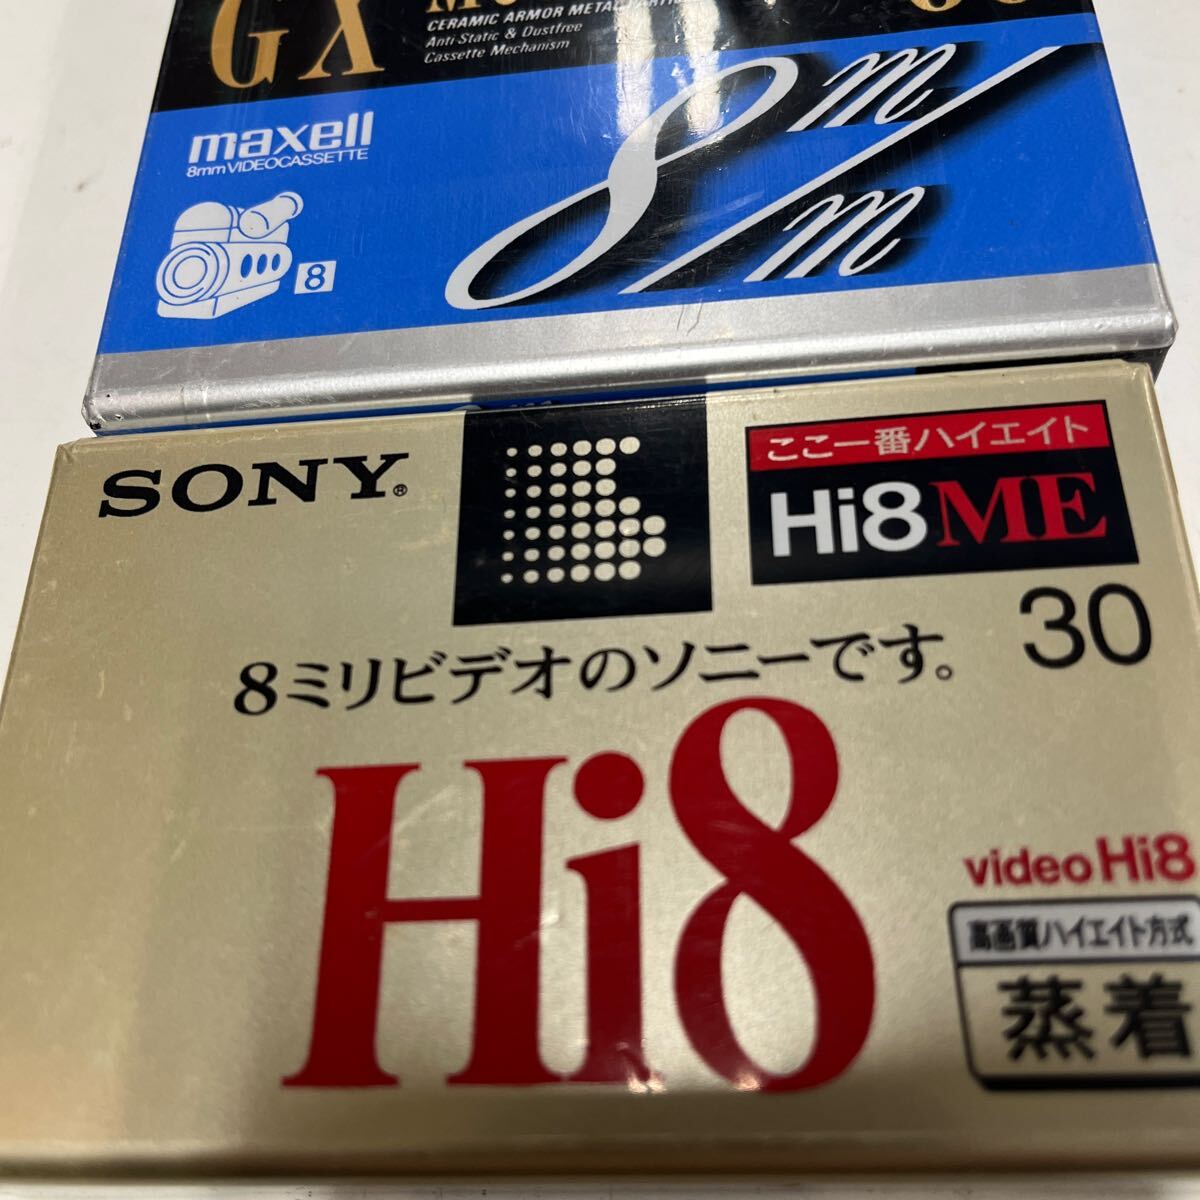 GX
CERAMIC ARMOR METAL
Anti-Static & Dustfree
Cassette Mechanism
maxell
8mm VIDEOCASSETTE
8
8m/m
SONY®
ここ一番ハイエイト
Hi8ME
30
8ミリビデオのソニーです。
Hi8
video Hi8
高画質ハイエイト方式
蒸着